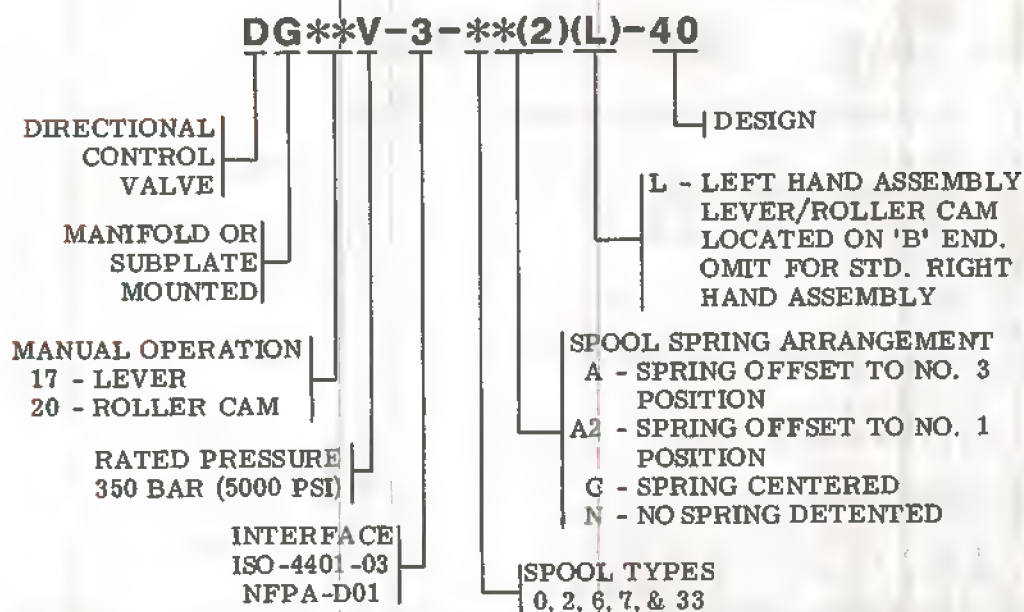 DG**V-3-**(2)(L)-40
DIRECTIONAL
CONTROL
VALVE
MANIFOLD OR
SUBPLATE
MOUNTED
MANUAL OPERATION
17 - LEVER
20 - ROLLER CAM
RATED PRESSURE
350 BAR (5000 PSI)
INTERFACE
ISO-4401-03
NFPA-D01
DESIGN
L - LEFT HAND ASSEMBLY
LEVER/ROLLER CAM
LOCATED ON 'B' END.
OMIT FOR STD. RIGHT
HAND ASSEMBLY
SPOOL SPRING ARRANGEMENT
A - SPRING OFFSET TO NO. 3
POSITION
A2 - SPRING OFFSET TO NO. 1
POSITION
C - SPRING CENTERED
N - NO SPRING DETENTED
SPOOL TYPES
0, 2, 6, 7, & 33